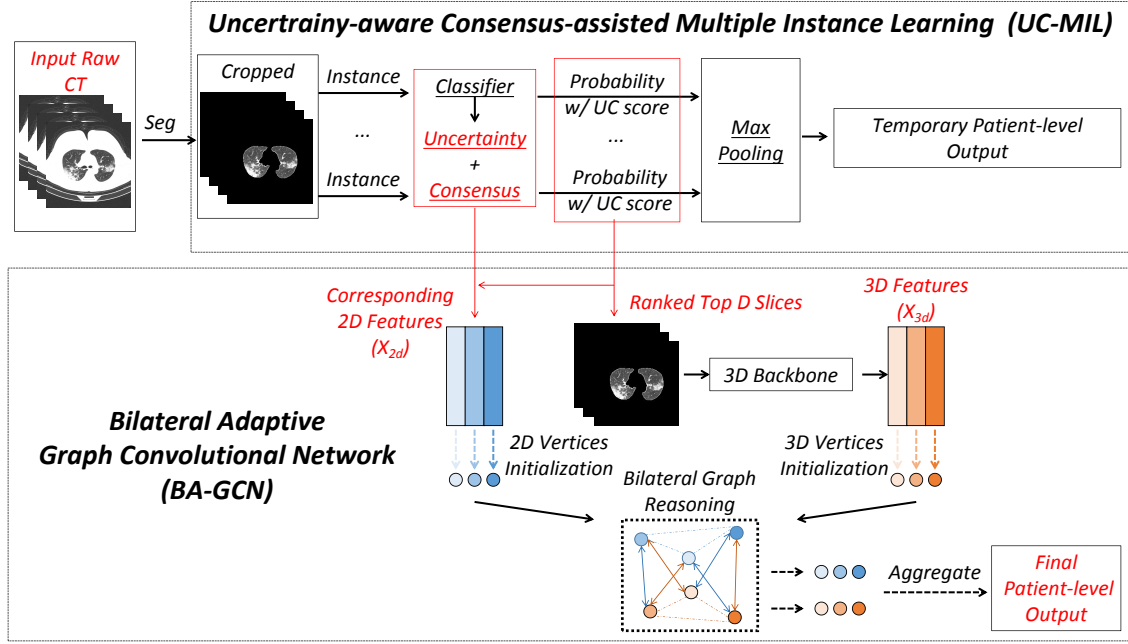 Uncertrainy-aware Consensus-assisted Multiple Instance Learning (UC-MIL)
Input Raw
CT
Seg
Cropped
Instance
...
Instance
Classifier
Uncertainty
+
Consensus
Probability
w/ UC score
...
Probability
w/ UC score
Max
Pooling
Temporary Patient-level
Output
Corresponding
2D Features
(X2d)
Ranked Top D Slices
3D Backbone
3D Features
(X3d)
Bilateral Adaptive
Graph Convolutional Network
(BA-GCN)
2D Vertices
Initialization
3D Vertices
Initialization
Bilateral Graph
Reasoning
Aggregate
Final
Patient-level
Output